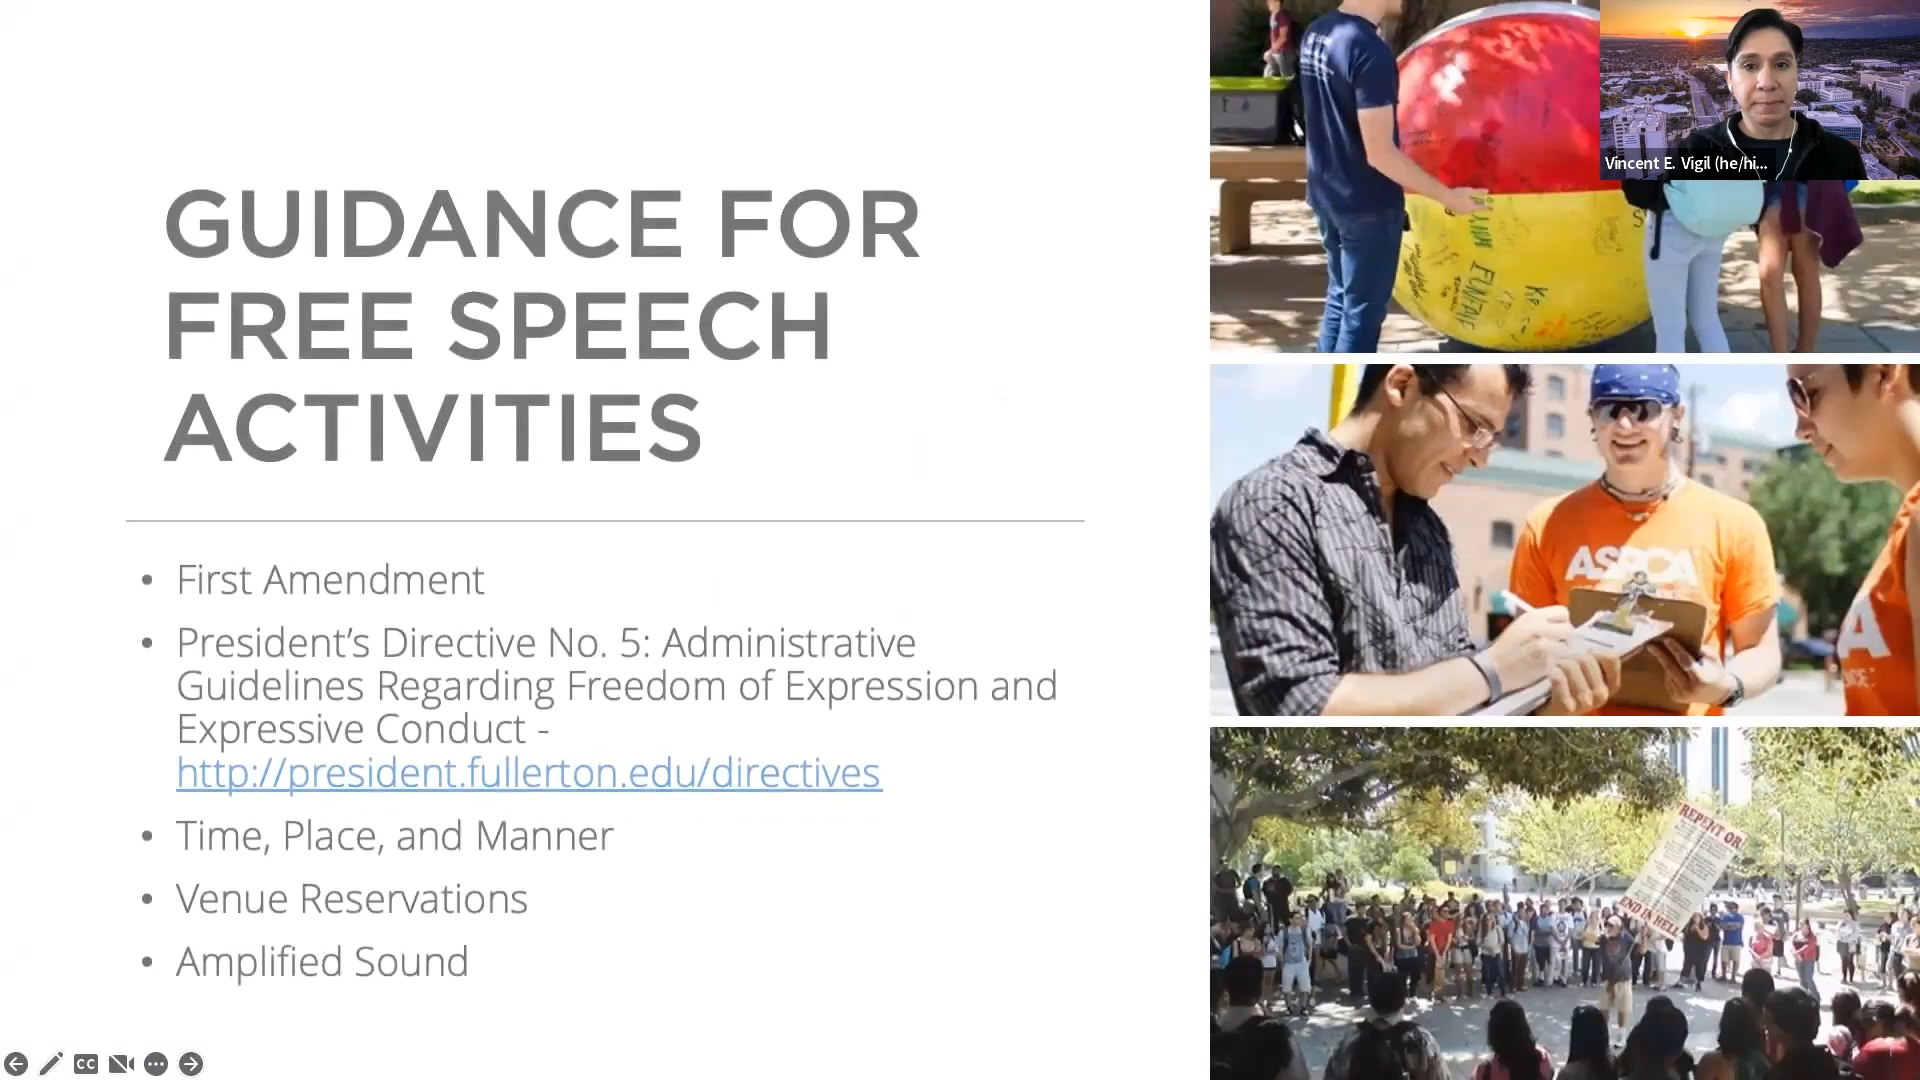 GUIDANCE FOR
FREE SPEECH
ACTIVITIES
• First Amendment
• President’s Directive No. 5: Administrative
Guidelines Regarding Freedom of Expression and
Expressive Conduct -
http://president.fullerton.edu/directives
• Time, Place, and Manner
• Venue Reservations
• Amplified Sound
Vincent E. Vigil (he/hi...
FUNFAIR
ASPCA
A
REPENT OR
END IN HELL
CC